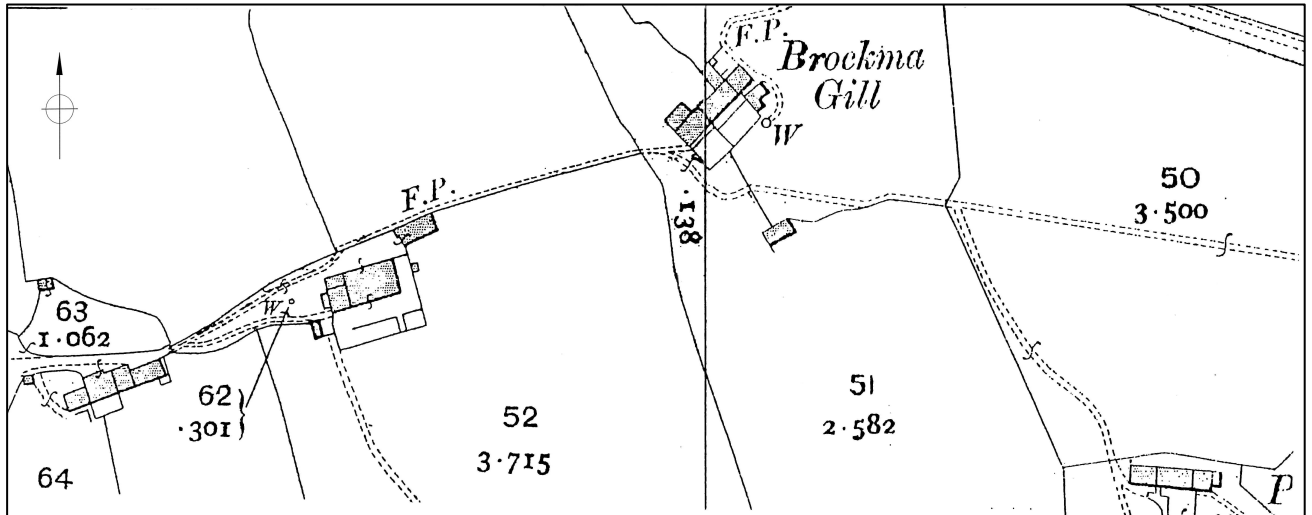 F.P.
Brockma
Gill
W
50
3·500
F.P.
·138
63
1·062
W
62
·301
52
3·715
51
2·582
64
P